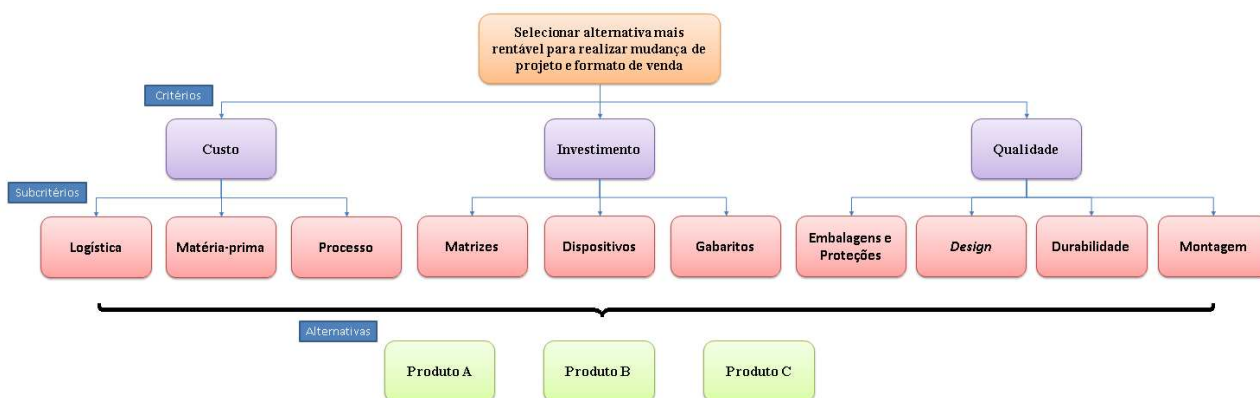 Selecionar alternativa mais
rentável para realizar mudança de
projeto e formato de venda
Critérios
Custo
Investimento
Qualidade
Subcritérios
Logística
Matéria-prima
Processo
Matrizes
Dispositivos
Gabaritos
Embalagens e
Proteções
Design
Durabilidade
Montagem
Alternativas
Produto A
Produto B
Produto C